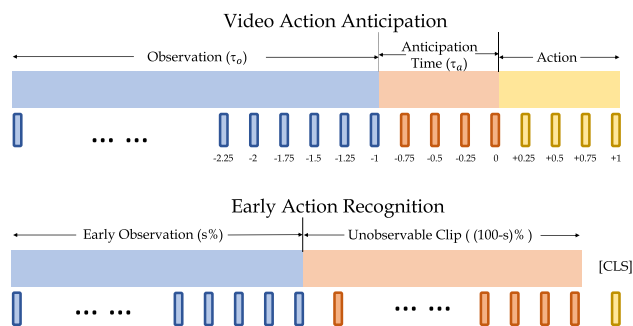 Video Action Anticipation
Observation (τo)
Anticipation
Time (τa)
Action
... ...
-2.25 -2 -1.75 -1.5 -1.25 -1 -0.75 -0.5 -0.25 0 +0.25 +0.5 +0.75 +1
Early Action Recognition
Early Observation (s%)
Unobservable Clip ( (100-s)% )
[CLS]
... ... ... ...